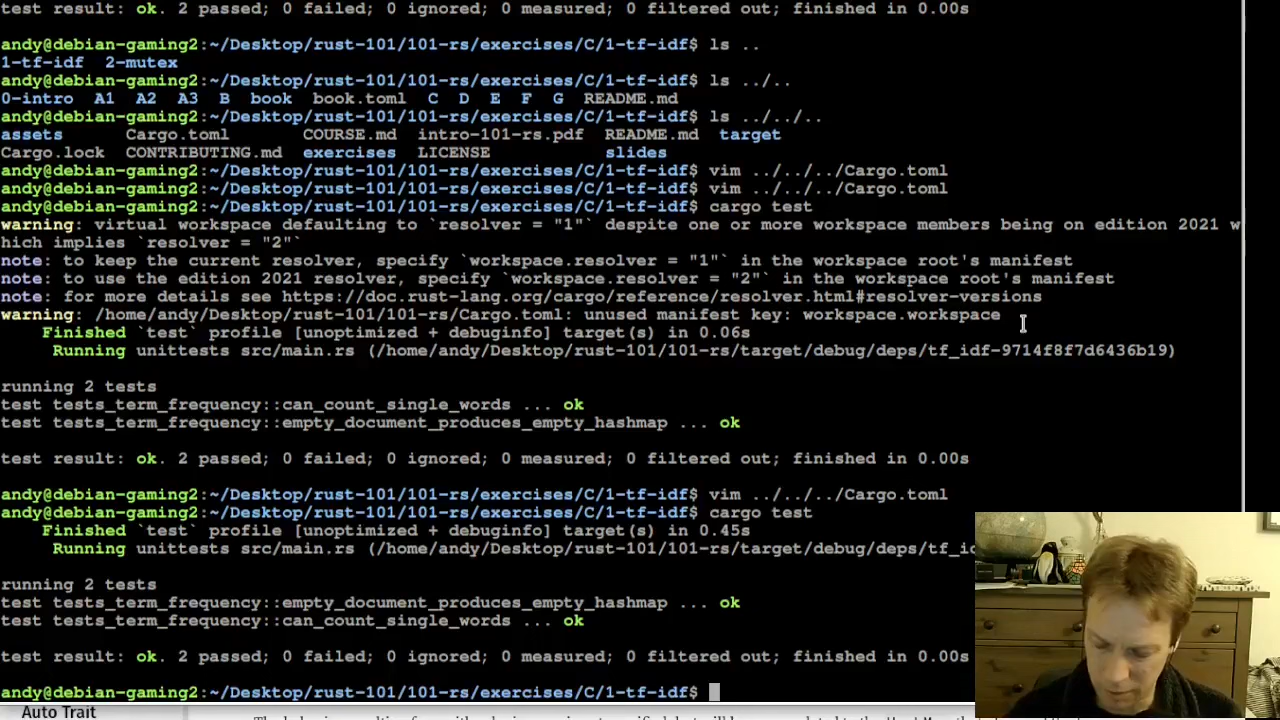 test result: ok. 2 passed; 0 failed; 0 ignored; 0 measured; 0 filtered out; finished in 0.00s
andy@debian-gaming2:~/Desktop/rust-101/101-rs/exercises/C/1-tf-idf$ ls ..
1-tf-idf  2-mutex
andy@debian-gaming2:~/Desktop/rust-101/101-rs/exercises/C/1-tf-idf$ ls ../..
0-intro  A1  A2  A3  B  book  book.toml  C  D  E  F  G  README.md
andy@debian-gaming2:~/Desktop/rust-101/101-rs/exercises/C/1-tf-idf$ ls ../../..
assets      Cargo.toml       COURSE.md  intro-101-rs.pdf  README.md  target
Cargo.lock  CONTRIBUTING.md  exercises  LICENSE           slides
andy@debian-gaming2:~/Desktop/rust-101/101-rs/exercises/C/1-tf-idf$ vim ../../../Cargo.toml
andy@debian-gaming2:~/Desktop/rust-101/101-rs/exercises/C/1-tf-idf$ vim ../../../Cargo.toml
andy@debian-gaming2:~/Desktop/rust-101/101-rs/exercises/C/1-tf-idf$ cargo test
warning: virtual workspace defaulting to `resolver = "1"` despite one or more workspace members being on edition 2021 w
hich implies `resolver = "2"`
note: to keep the current resolver, specify `workspace.resolver = "1"` in the workspace root's manifest
note: to use the edition 2021 resolver, specify `workspace.resolver = "2"` in the workspace root's manifest
note: for more details see https://doc.rust-lang.org/cargo/reference/resolver.html#resolver-versions
warning: /home/andy/Desktop/rust-101/101-rs/Cargo.toml: unused manifest key: workspace.workspace
Finished `test` profile [unoptimized + debuginfo] target(s) in 0.06s
Running unittests src/main.rs (/home/andy/Desktop/rust-101/101-rs/target/debug/deps/tf_idf-9714f8f7d6436b19)
running 2 tests
test tests_term_frequency::can_count_single_words ... ok
test tests_term_frequency::empty_document_produces_empty_hashmap ... ok
test result: ok. 2 passed; 0 failed; 0 ignored; 0 measured; 0 filtered out; finished in 0.00s
andy@debian-gaming2:~/Desktop/rust-101/101-rs/exercises/C/1-tf-idf$ vim ../../../Cargo.toml
andy@debian-gaming2:~/Desktop/rust-101/101-rs/exercises/C/1-tf-idf$ cargo test
Finished `test` profile [unoptimized + debuginfo] target(s) in 0.45s
Running unittests src/main.rs (/home/andy/Desktop/rust-101/101-rs/target/debug/deps/tf_i
running 2 tests
test tests_term_frequency::empty_document_produces_empty_hashmap ... ok
test tests_term_frequency::can_count_single_words ... ok
test result: ok. 2 passed; 0 failed; 0 ignored; 0 measured; 0 filtered out; finished in 0.00s
andy@debian-gaming2:~/Desktop/rust-101/101-rs/exercises/C/1-tf-idf$
Auto Trait